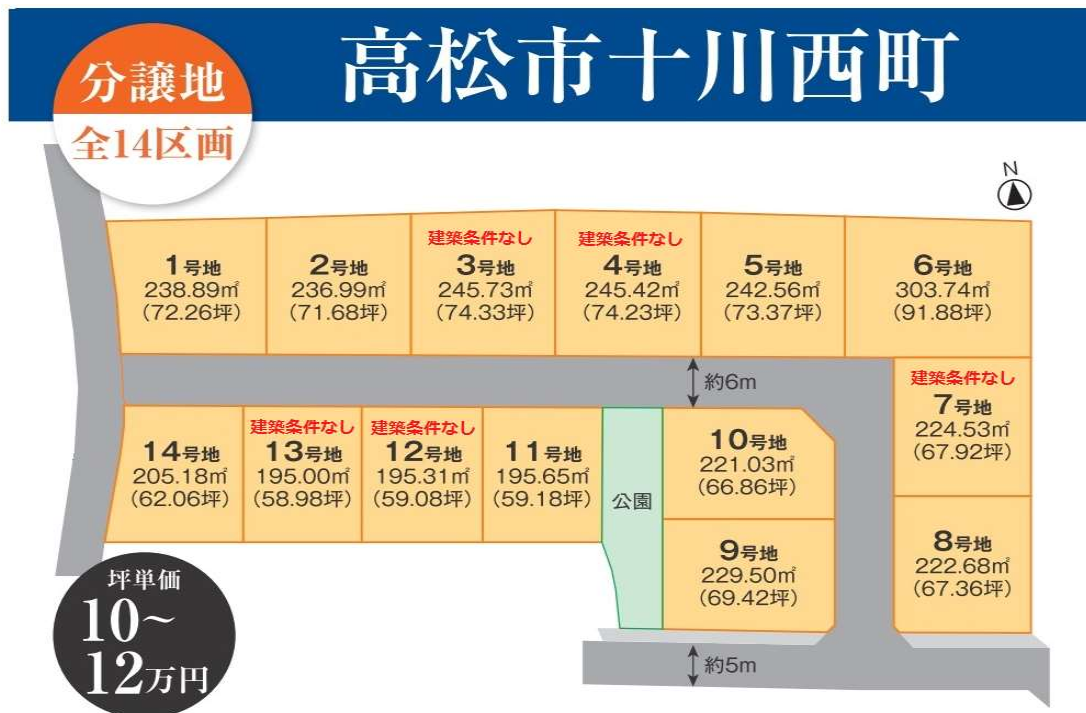 高松市十川西町
分譲地
全14区画
N
1号地
238.89㎡
(72.26坪)
2号地
236.99㎡
(71.68坪)
建築条件なし
3号地
245.73㎡
(74.33坪)
建築条件なし
4号地
245.42㎡
(74.23坪)
5号地
242.56㎡
(73.37坪)
6号地
303.74㎡
(91.88坪)
約6m
建築条件なし
7号地
224.53㎡
(67.92坪)
14号地
205.18㎡
(62.06坪)
建築条件なし
13号地
195.00㎡
(58.98坪)
建築条件なし
12号地
195.31㎡
(59.08坪)
11号地
195.65㎡
(59.18坪)
公園
10号地
221.03㎡
(66.86坪)
9号地
229.50㎡
(69.42坪)
8号地
222.68㎡
(67.36坪)
約5m
坪単価
10～
12万円